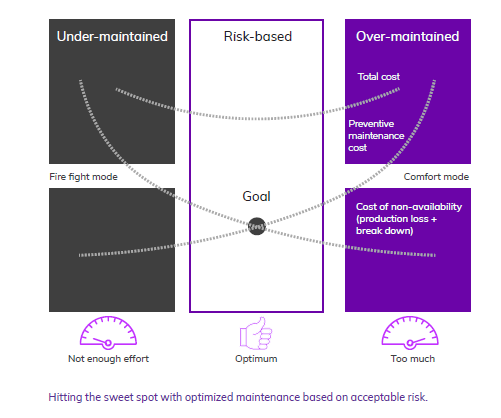 Under-maintained
Risk-based
Over-maintained
Total cost
Preventive
maintenance
cost
Fire fight mode
Comfort mode
Goal
Cost of non-availability
(production loss +
break down)
Not enough effort
Optimum
Too much
Hitting the sweet spot with optimized maintenance based on acceptable risk.